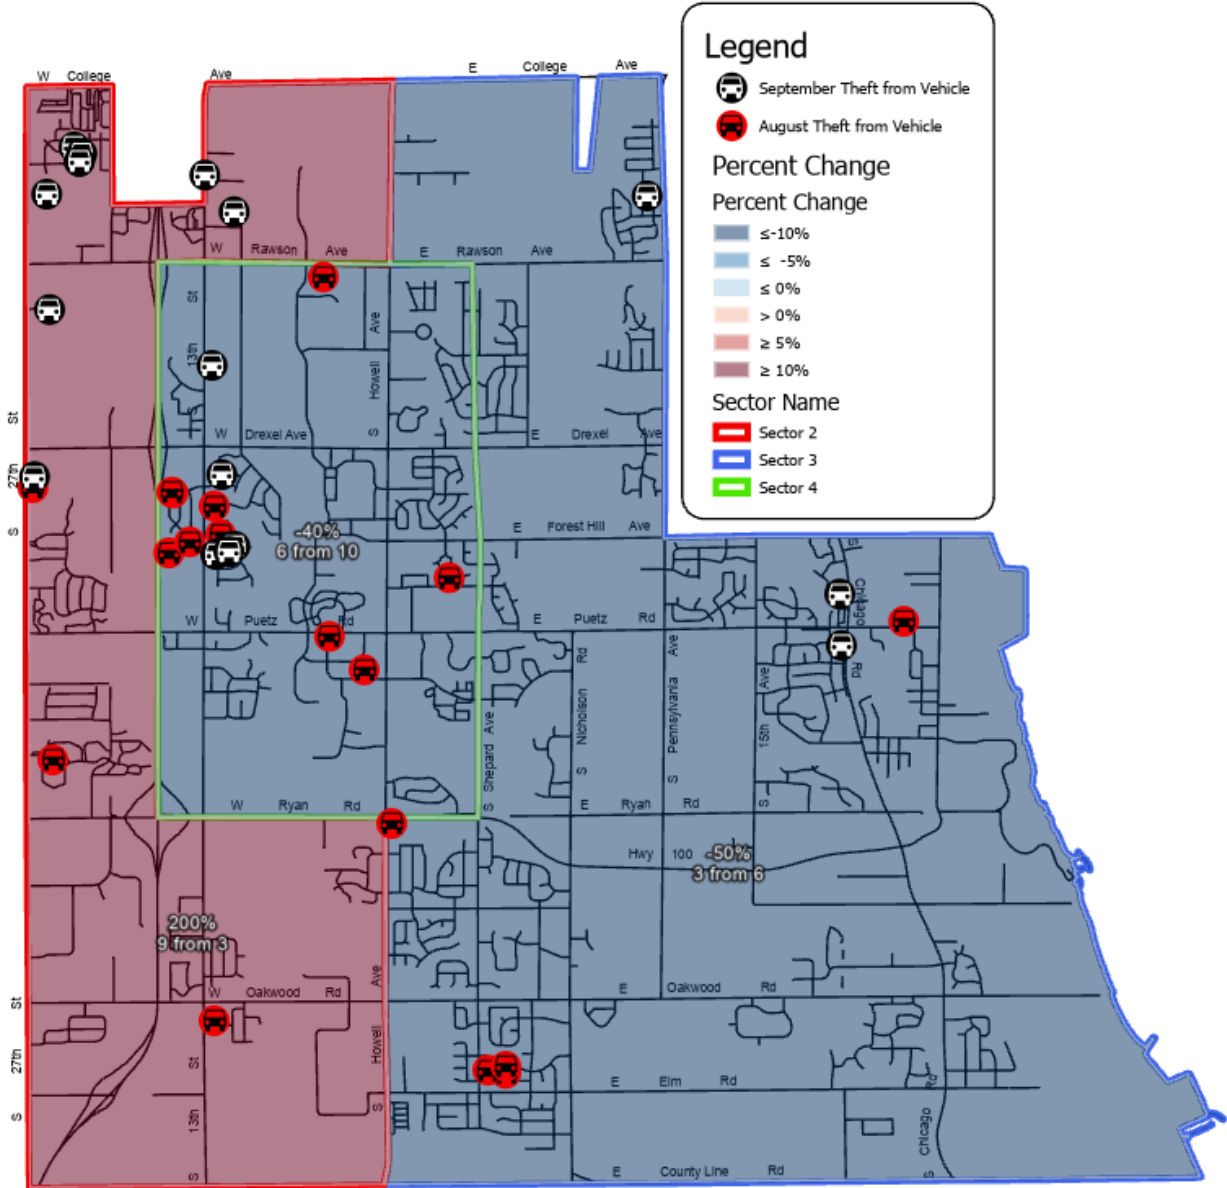 Legend
September Theft from Vehicle
August Theft from Vehicle
Percent Change
Percent Change
≤-10%
≤ -5%
≤ 0%
> 0%
≥ 5%
≥ 10%
Sector Name
Sector 2
Sector 3
Sector 4
W College Ave
E College Ave
W Rawson Ave
E Rawson Ave
13th St
S Howell Ave
W Drexel Ave
E Drexel Ave
S 27th St
E Forest Hill Ave
-40%
6 from 10
W Puetz Rd
E Puetz Rd
S Chicago Rd
S Shepard Ave
S Nicholson Rd
S Pennsylvania Ave
S 15th Ave
W Ryan Rd
E Ryan Rd
Hwy 100
-50%
3 from 6
200%
9 from 3
W Oakwood Rd
E Oakwood Rd
S 27th St
S 13th St
S Howell Ave
E Elm Rd
S Chicago Rd
E County Line Rd